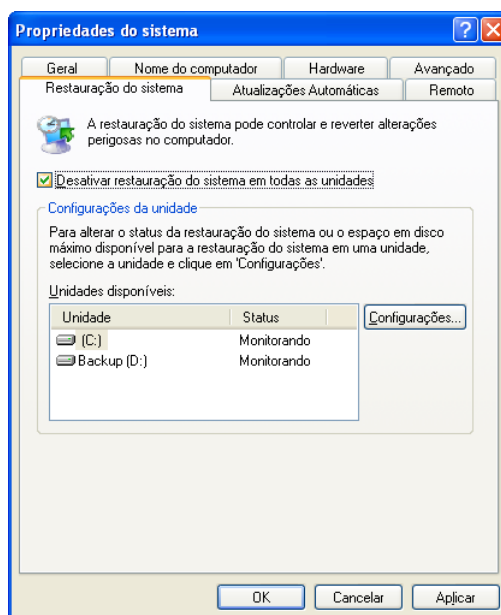 Propriedades do sistema
Geral
Nome do computador
Hardware
Avançado
Restauração do sistema
Atualizações Automáticas
Remoto
A restauração do sistema pode controlar e reverter alterações
perigosas no computador.
Desativar restauração do sistema em todas as unidades
Configurações da unidade
Para alterar o status da restauração do sistema ou o espaço em disco
máximo disponível para a restauração do sistema em uma unidade,
selecione a unidade e clique em 'Configurações'.
Unidades disponíveis:
Unidade
Status
(C:)
Monitorando
Backup (D:)
Monitorando
Configurações...
OK
Cancelar
Aplicar